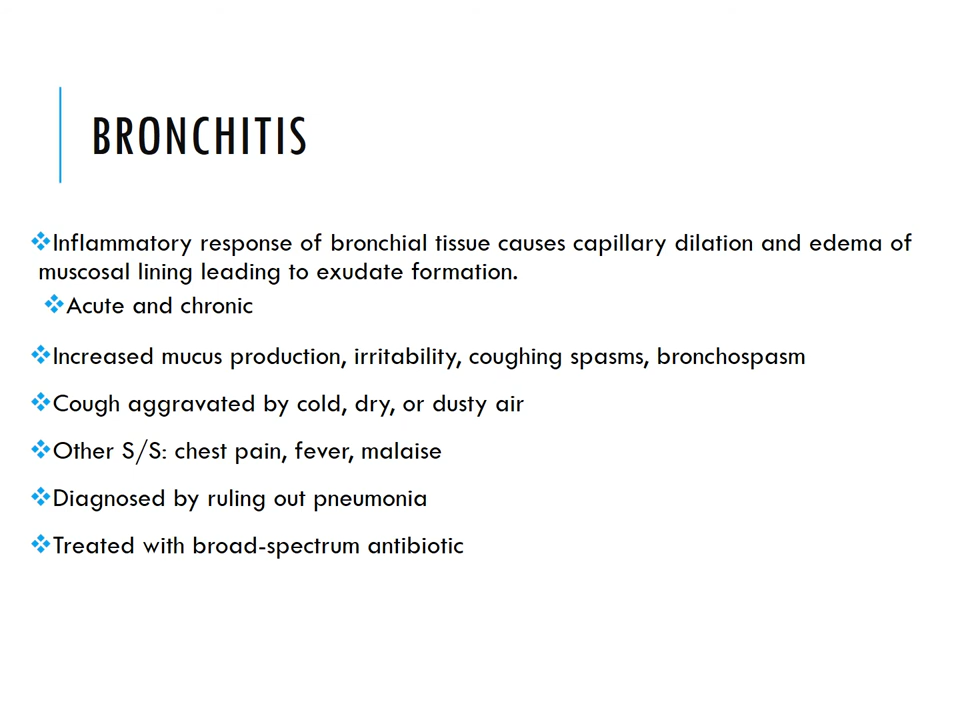 BRONCHITIS
❖Inflammatory response of bronchial tissue causes capillary dilation and edema of
muscosal lining leading to exudate formation.
❖Acute and chronic
❖Increased mucus production, irritability, coughing spasms, bronchospasm
❖Cough aggravated by cold, dry, or dusty air
❖Other S/S: chest pain, fever, malaise
❖Diagnosed by ruling out pneumonia
❖Treated with broad-spectrum antibiotic